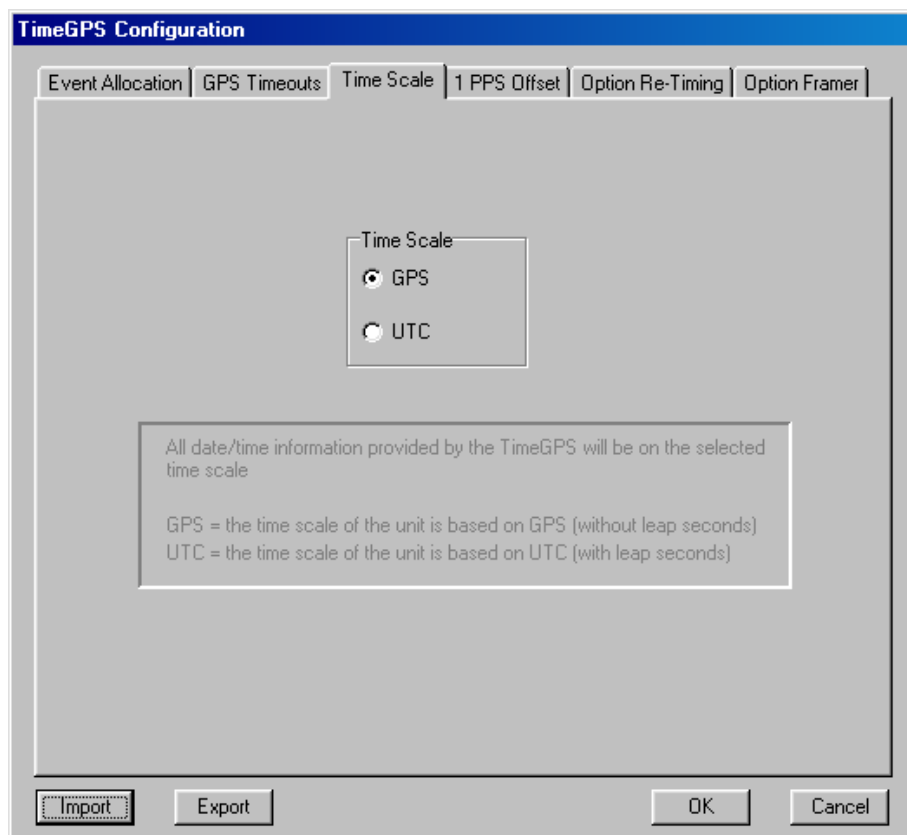 TimeGPS Configuration
Event Allocation GPS Timeouts Time Scale 1 PPS Offset Option Re-Timing Option Framer
Time Scale
GPS
UTC
All date/time information provided by the TimeGPS will be on the selected
time scale
GPS = the time scale of the unit is based on GPS (without leap seconds)
UTC = the time scale of the unit is based on UTC (with leap seconds)
Import Export OK Cancel